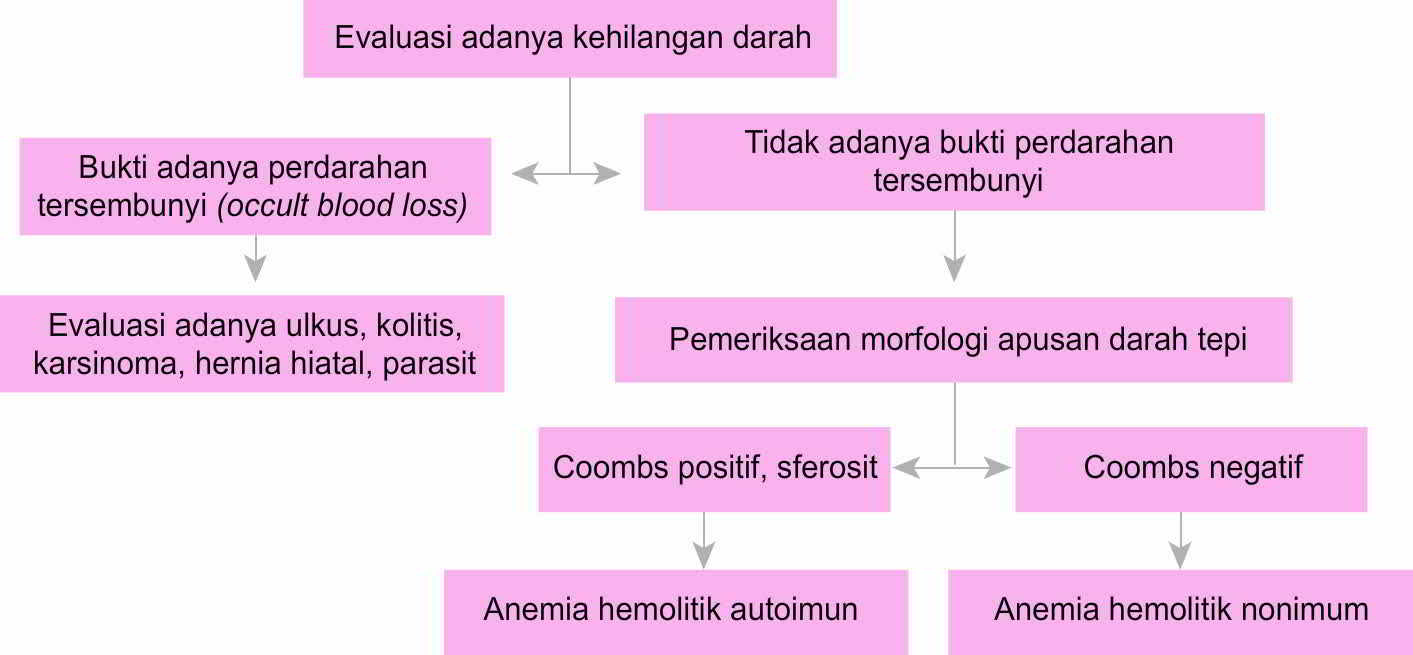 Evaluasi adanya kehilangan darah
Bukti adanya perdarahan
tersembunyi (occult blood loss)
Tidak adanya bukti perdarahan
tersembunyi
Evaluasi adanya ulkus, kolitis,
karsinoma, hernia hiatal, parasit
Pemeriksaan morfologi apusan darah tepi
Coombs positif, sferosit
Coombs negatif
Anemia hemolitik autoimun
Anemia hemolitik nonimum